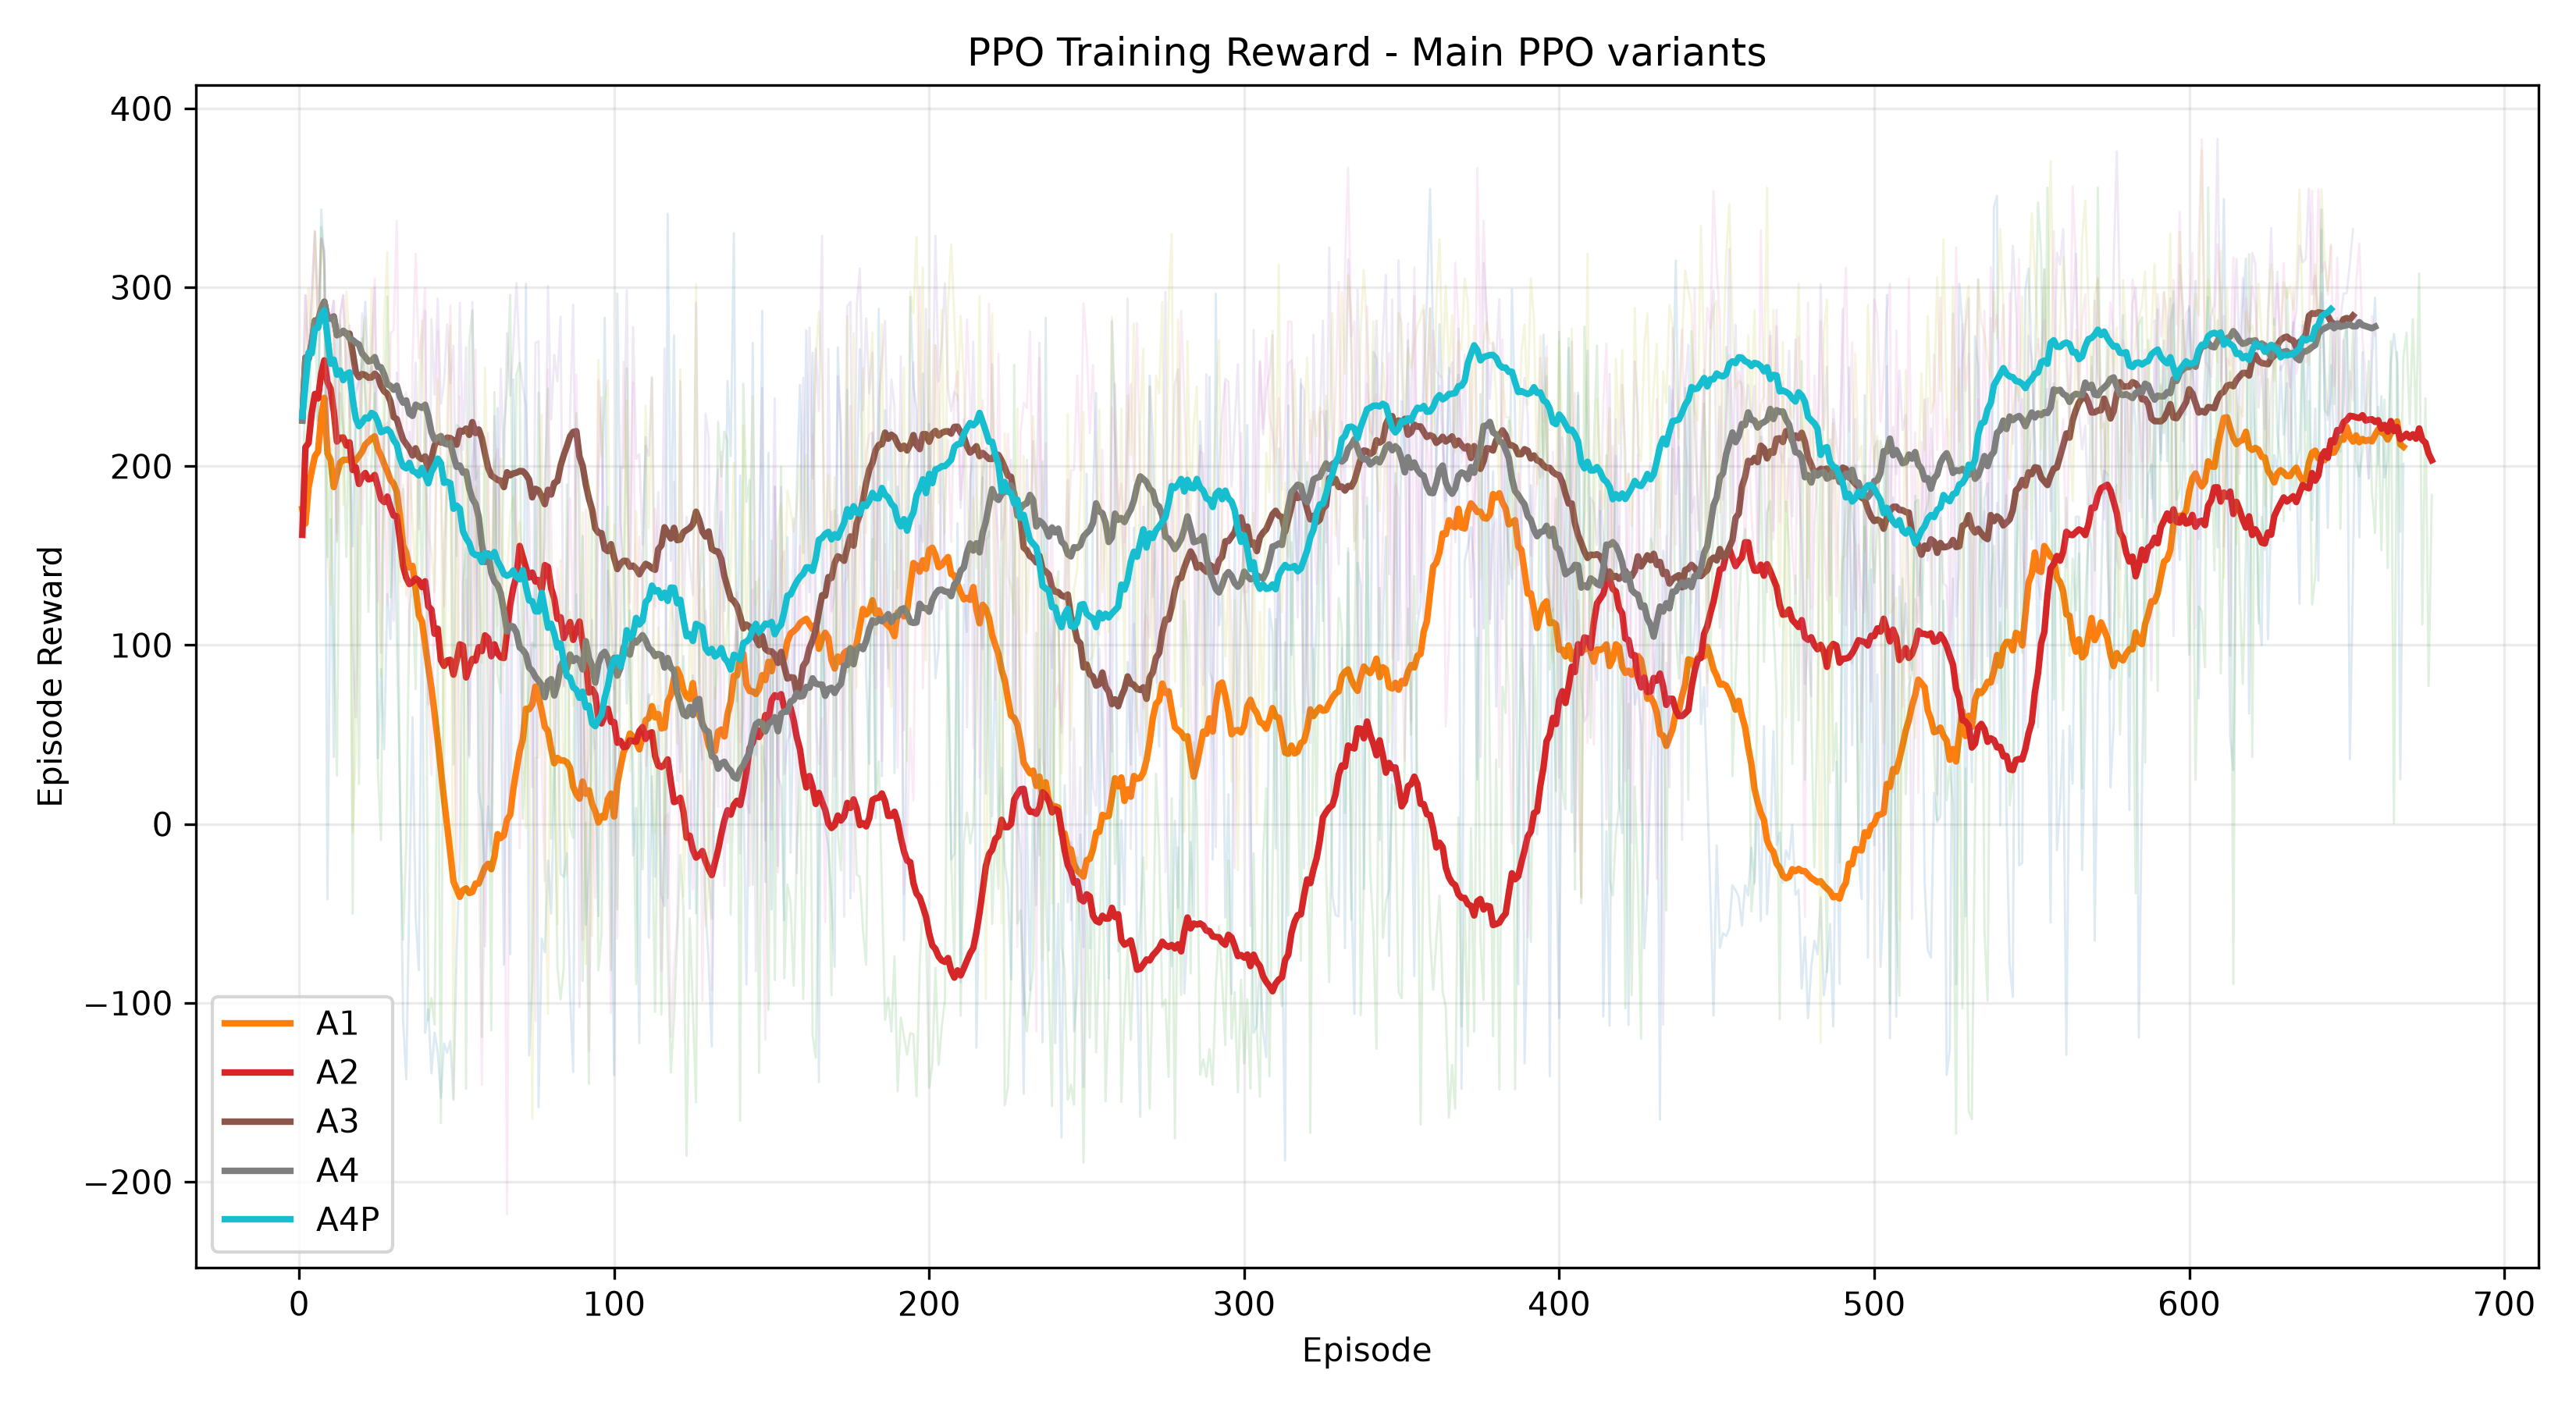 PPO Training Reward - Main PPO variants
400
300
200
100
0
−100
−200
Episode Reward
A1
A2
A3
A4
A4P
0 100 200 300 400 500 600 700
Episode